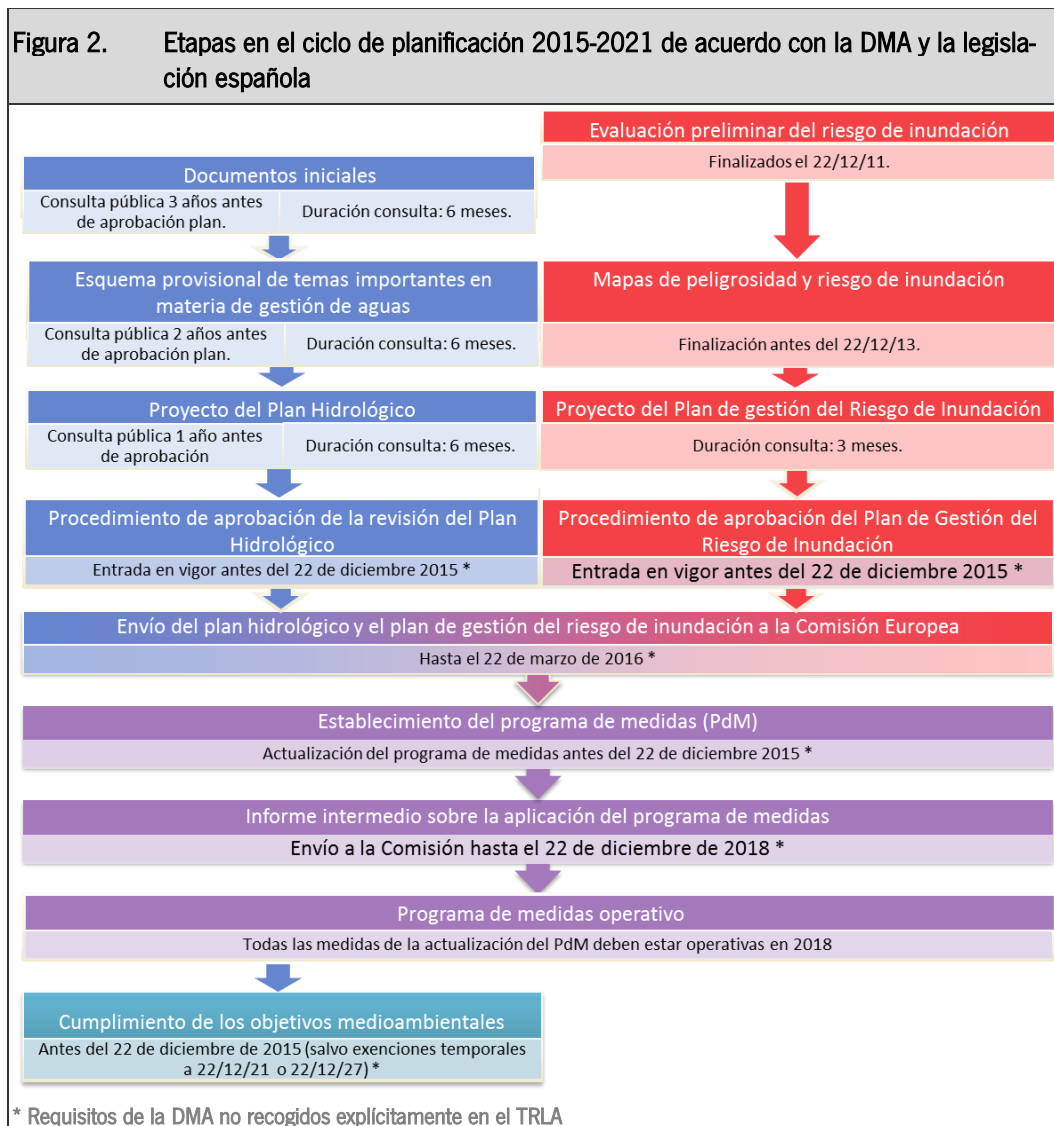 Figura 2. Etapas en el ciclo de planificación 2015-2021 de acuerdo con la DMA y la legisla-
ción española
Evaluación preliminar del riesgo de inundación
Finalizados el 22/12/11.
Documentos iniciales
Consulta pública 3 años antes
de aprobación plan.
Duración consulta: 6 meses.
Esquema provisional de temas importantes en
materia de gestión de aguas
Consulta pública 2 años antes
de aprobación plan.
Duración consulta: 6 meses.
Mapas de peligrosidad y riesgo de inundación
Finalización antes del 22/12/13.
Proyecto del Plan Hidrológico
Consulta pública 1 año antes
de aprobación
Duración consulta: 6 meses.
Proyecto del Plan de gestión del Riesgo de Inundación
Duración consulta: 3 meses.
Procedimiento de aprobación de la revisión del Plan
Hidrológico
Entrada en vigor antes del 22 de diciembre 2015 *
Procedimiento de aprobación del Plan de Gestión del
Riesgo de Inundación
Entrada en vigor antes del 22 de diciembre 2015 *
Envío del plan hidrológico y el plan de gestión del riesgo de inundación a la Comisión Europea
Hasta el 22 de marzo de 2016 *
Establecimiento del programa de medidas (PdM)
Actualización del programa de medidas antes del 22 de diciembre 2015 *
Informe intermedio sobre la aplicación del programa de medidas
Envío a la Comisión hasta el 22 de diciembre de 2018 *
Programa de medidas operativo
Todas las medidas de la actualización del PdM deben estar operativas en 2018
Cumplimiento de los objetivos medioambientales
Antes del 22 de diciembre de 2015 (salvo exenciones temporales
a 22/12/21 o 22/12/27) *
* Requisitos de la DMA no recogidos explícitamente en el TRLA